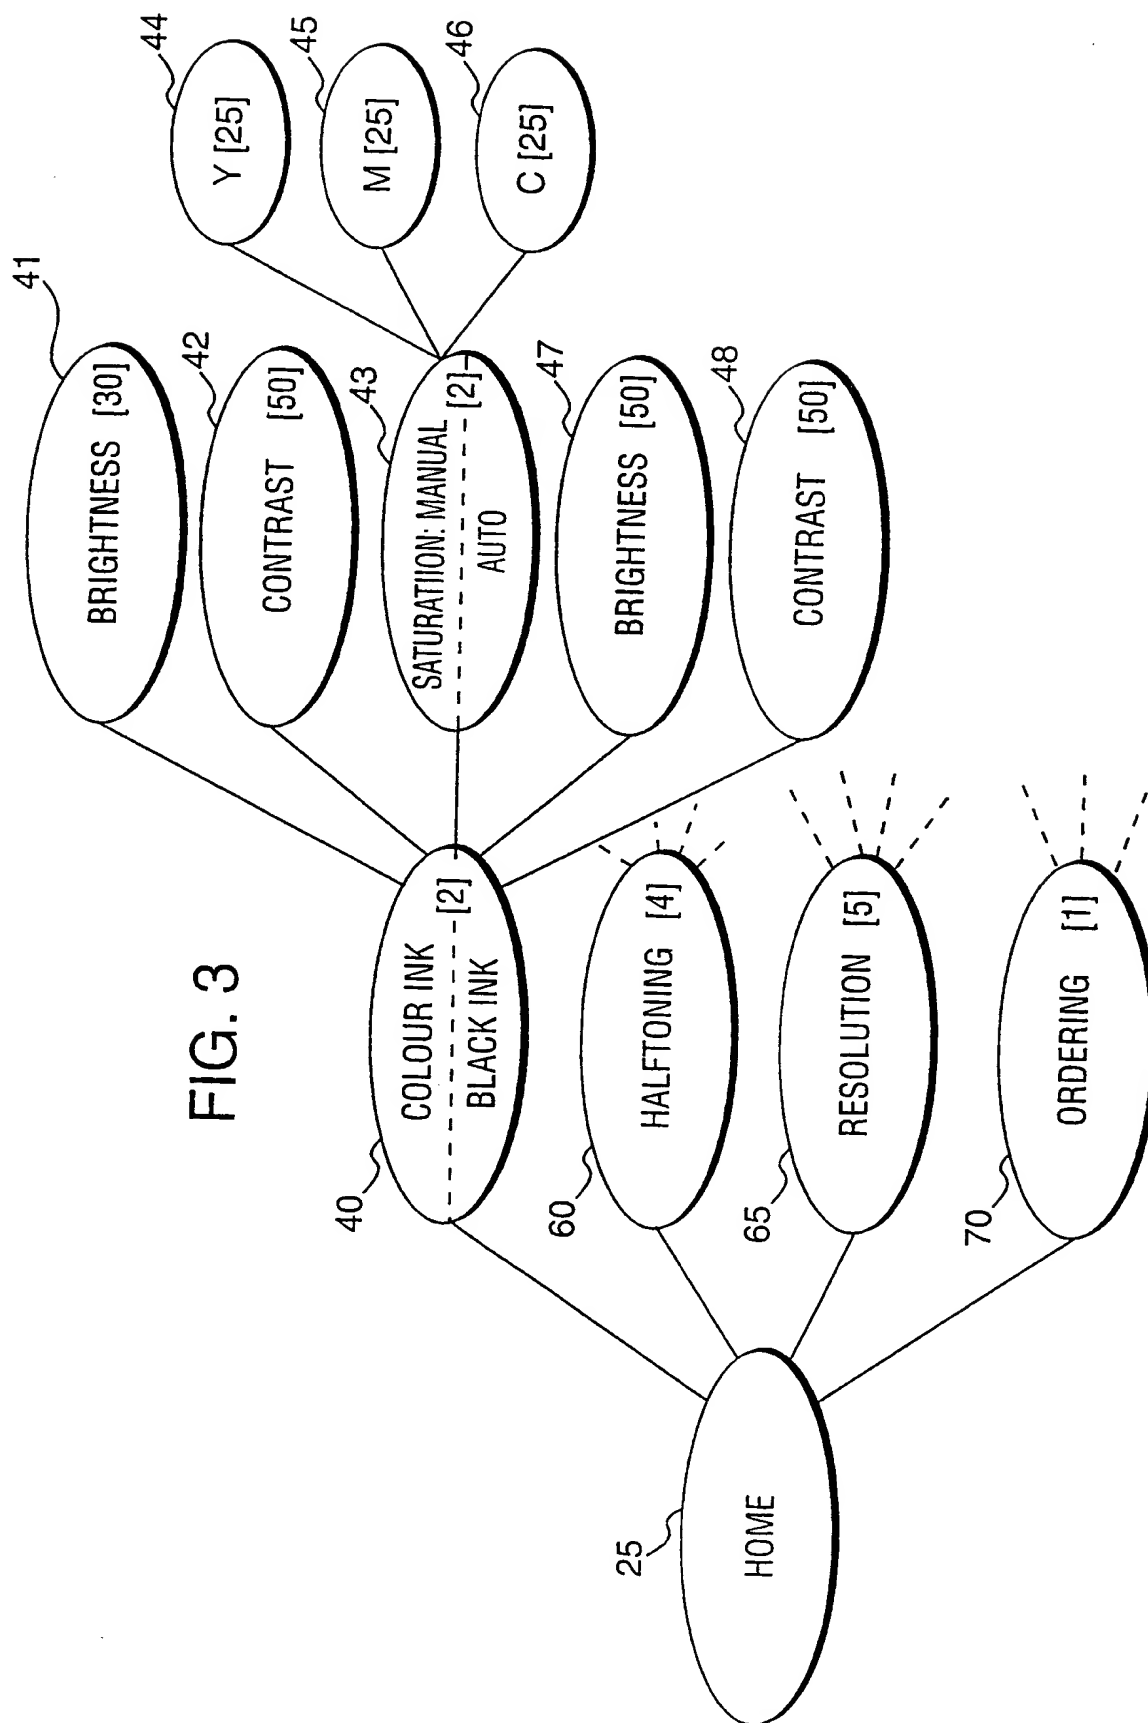 FIG. 3
25
HOME
40
COLOUR INK
[2]
BLACK INK
60
HALFTONING [4]
65
RESOLUTION [5]
70
ORDERING [1]
41
BRIGHTNESS [30]
42
CONTRAST [50]
43
SATURATIION: MANUAL
[2]
AUTO
47
BRIGHTNESS [50]
48
CONTRAST [50]
44
Y [25]
45
M [25]
46
C [25]